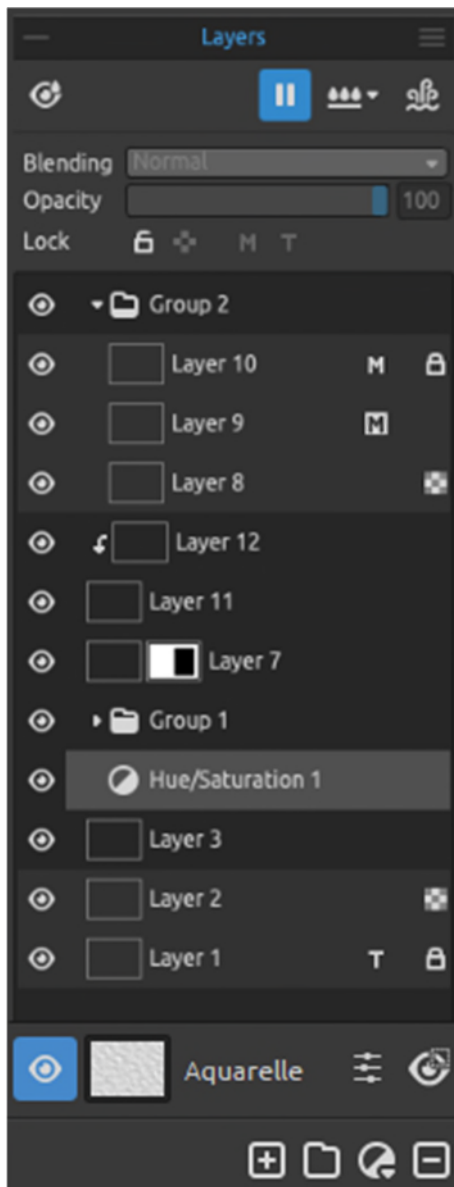 Layers
Blending Normal
Opacity 100
Lock M T
Group 2
Layer 10 M
Layer 9 M
Layer 8
Layer 12
Layer 11
Layer 7
Group 1
Hue/Saturation 1
Layer 3
Layer 2
Layer 1 T
Aquarelle